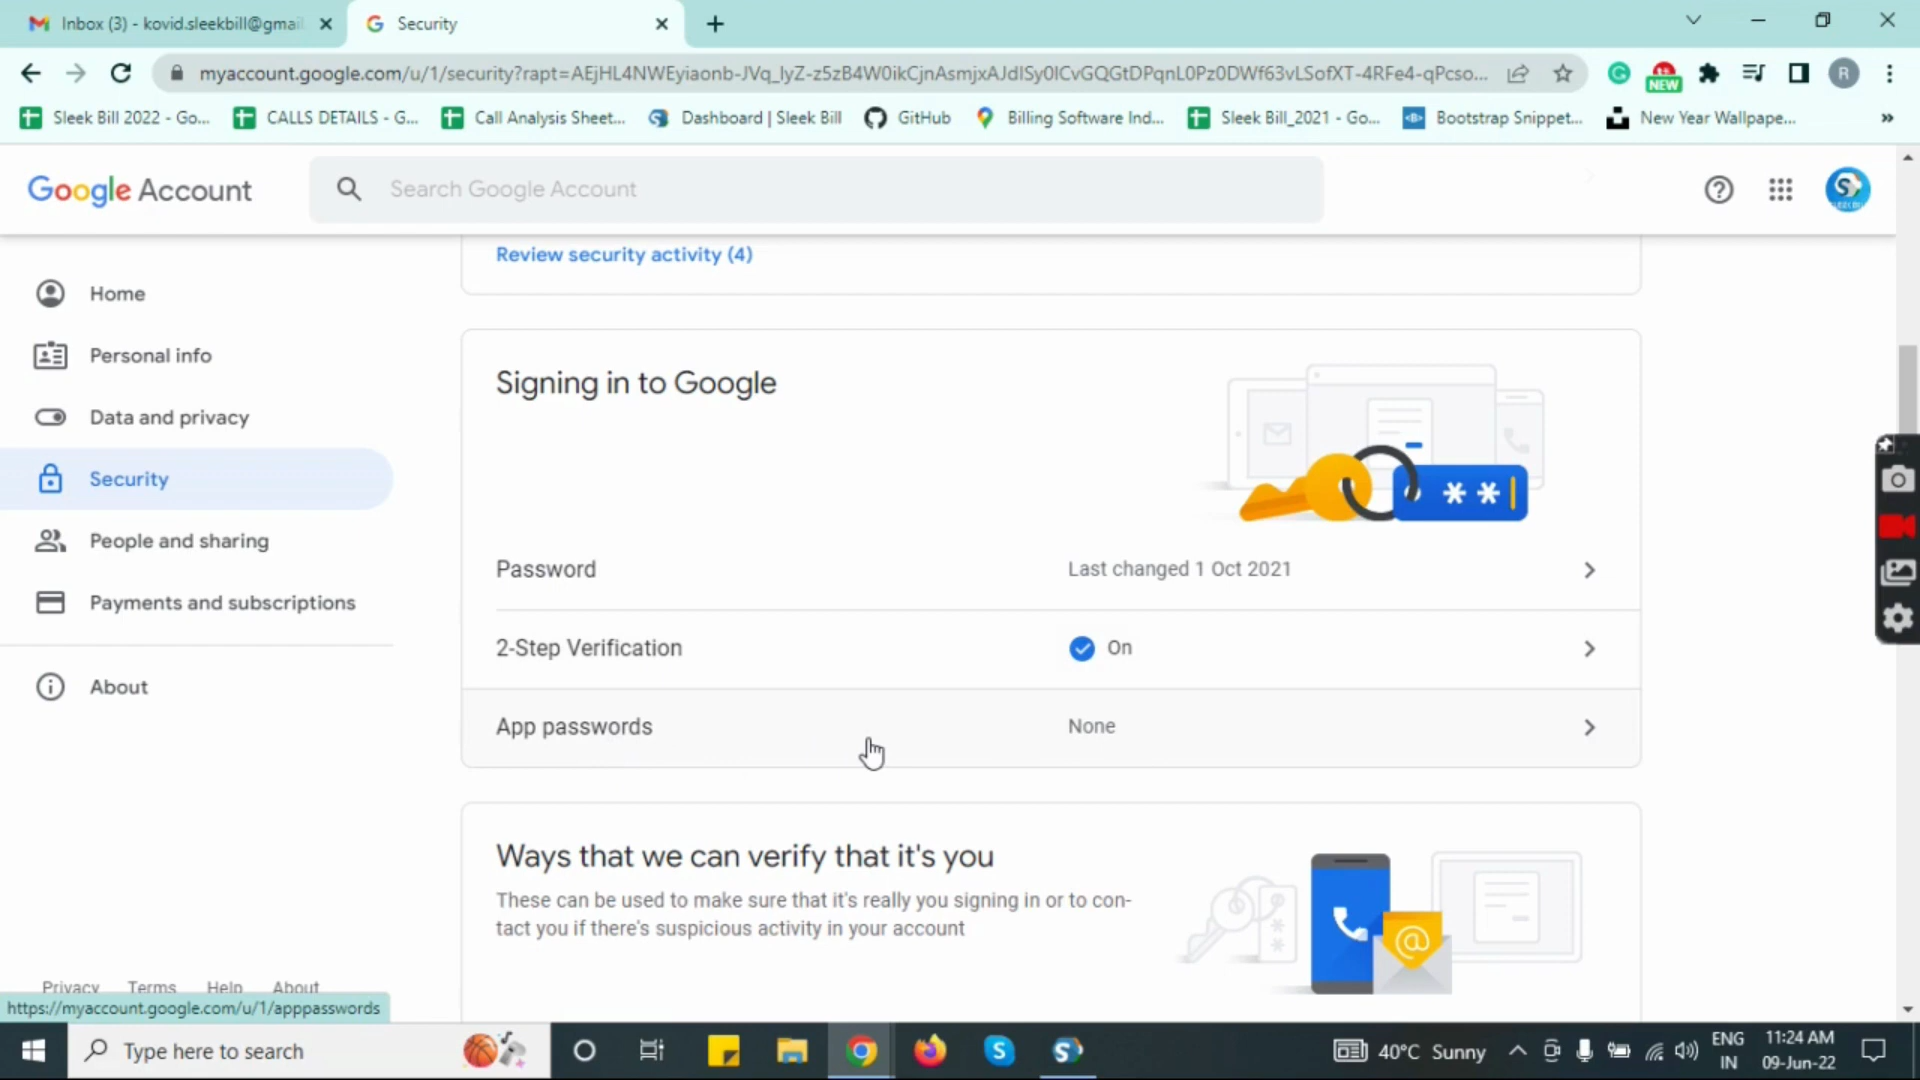 Inbox (3) - kovid.sleekbill@gmai
Security
myaccount.google.com/u/1/security?rapt=AEjHL4NWEyiaonb-JVq_lyZ-z5zB4W0ikCjnAsmjxAJdISy0ICvGQGtDPqnL0Pz0DWf63vLSofXT-4RFe4-qPcso...
NEW
R
Sleek Bill 2022 - Go...
CALLS DETAILS - G...
Call Analysis Sheet...
Dashboard | Sleek Bill
GitHub
Billing Software Ind...
Sleek Bill_2021 - Go...
Bootstrap Snippet...
New Year Wallpape...
»
Google Account
Search Google Account
Review security activity (4)
Home
Personal info
Data and privacy
Security
People and sharing
Payments and subscriptions
About
Signing in to Google
**|
Password
Last changed 1 Oct 2021
2-Step Verification
On
App passwords
None
Ways that we can verify that it's you
These can be used to make sure that it's really you signing in or to con-
tact you if there's suspicious activity in your account
Privacy Terms Help About
https://myaccount.google.com/u/1/apppasswords
Type here to search
40°C Sunny
ENG
IN
11:24 AM
09-Jun-22